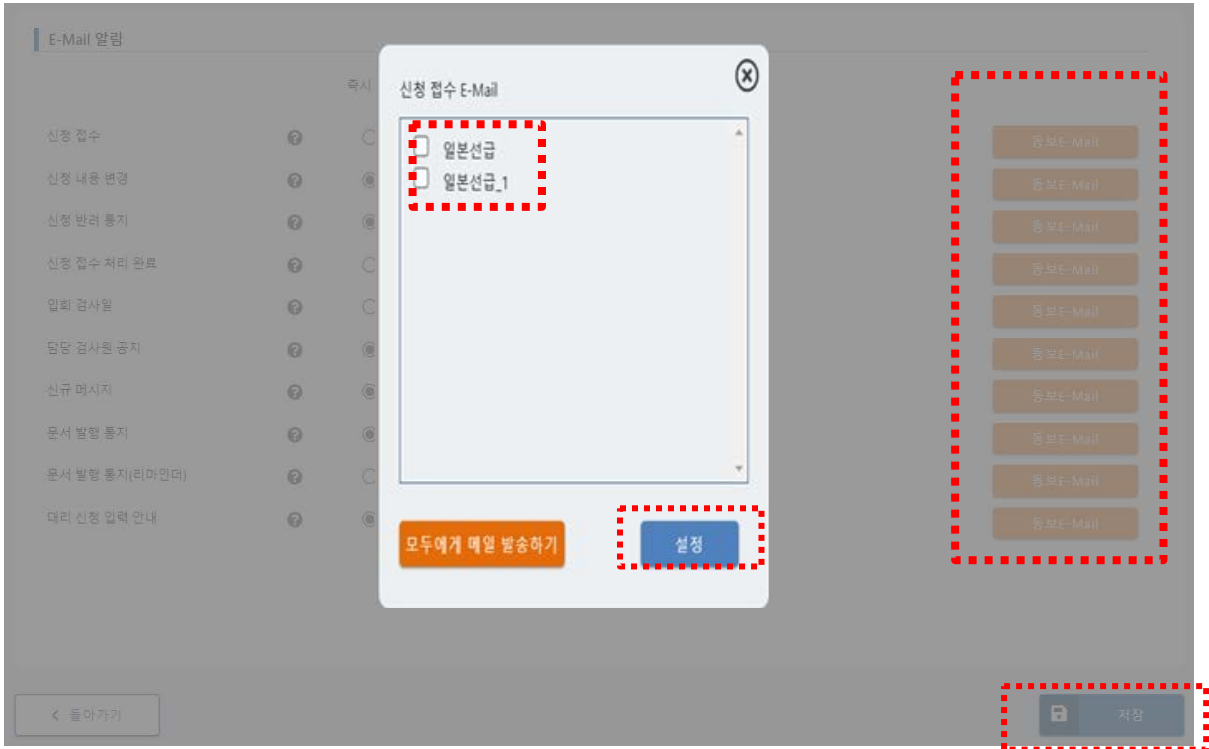 E-Mail 알림
즉시
신청 접수
신청 내용 변경
신청 반려 통지
신청 접수 처리 완료
입회 검사일
담당 검사원 공지
신규 메시지
문서 발행 통지
문서 발행 통지(리마인더)
대리 신청 입력 안내
신청 접수 E-Mail
일본선급
일본선급_1
모두에게 메일 발송하기
설정
동보E-Mail
동보E-Mail
동보E-Mail
동보E-Mail
동보E-Mail
동보E-Mail
동보E-Mail
동보E-Mail
동보E-Mail
동보E-Mail
돌아가기
저장